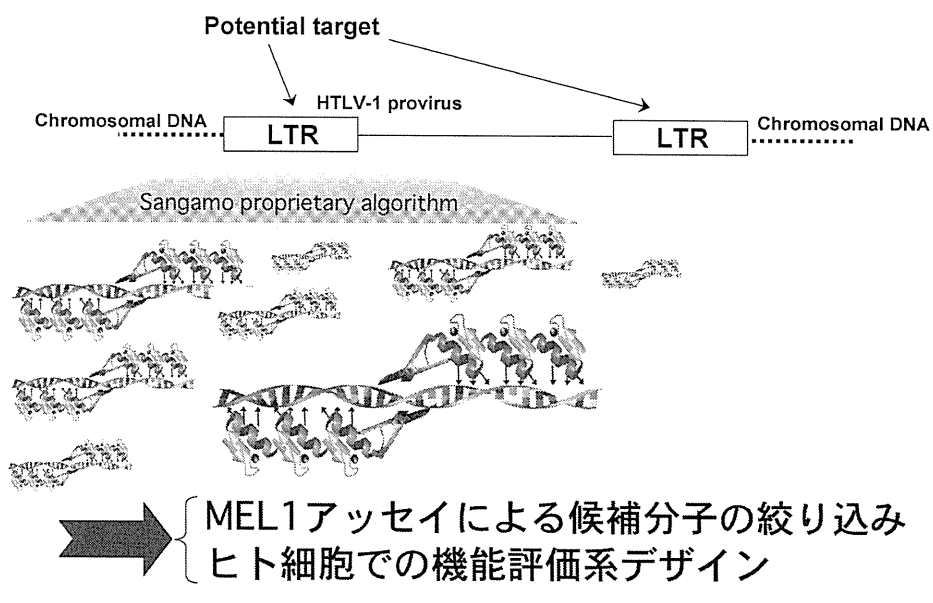 Potential target
HTLV-1 provirus
Chromosomal DNA
LTR
LTR
Chromosomal DNA
Sangamo proprietary algorithm
MEL1アッセイによる候補分子の絞り込み
ヒト細胞での機能評価系デザイン